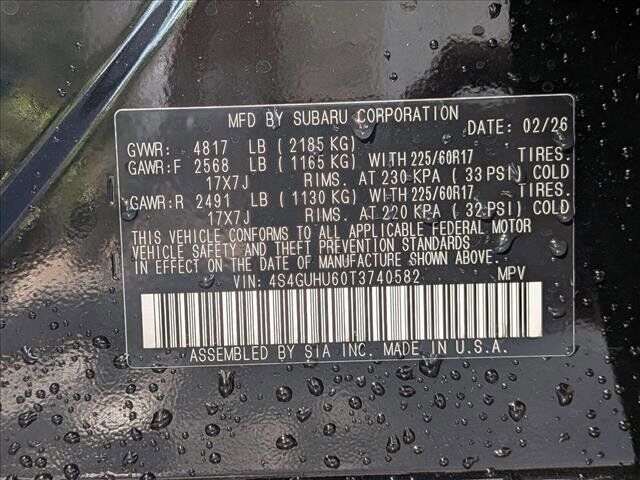 MFD BY SUBARU CORPORATION
DATE: 02/26
GVWR: 4817 LB (2185 KG)
GAWR:F 2568 LB (1165 KG) WITH 225/60R17 TIRES.
17X7J RIMS. AT 230 KPA (33 PSI) COLD
GAWR:R 2491 LB (1130 KG) WITH 225/60R17 TIRES.
17X7J RIMS. AT 220 KPA (32 PSI) COLD
THIS VEHICLE CONFORMS TO ALL APPLICABLE FEDERAL MOTOR
VEHICLE SAFETY AND THEFT PREVENTION STANDARDS
IN EFFECT ON THE DATE OF MANUFACTURE SHOWN ABOVE.
VIN: 4S4GUHU60T3740582 MPV
ASSEMBLED BY SIA INC. MADE IN U.S.A.